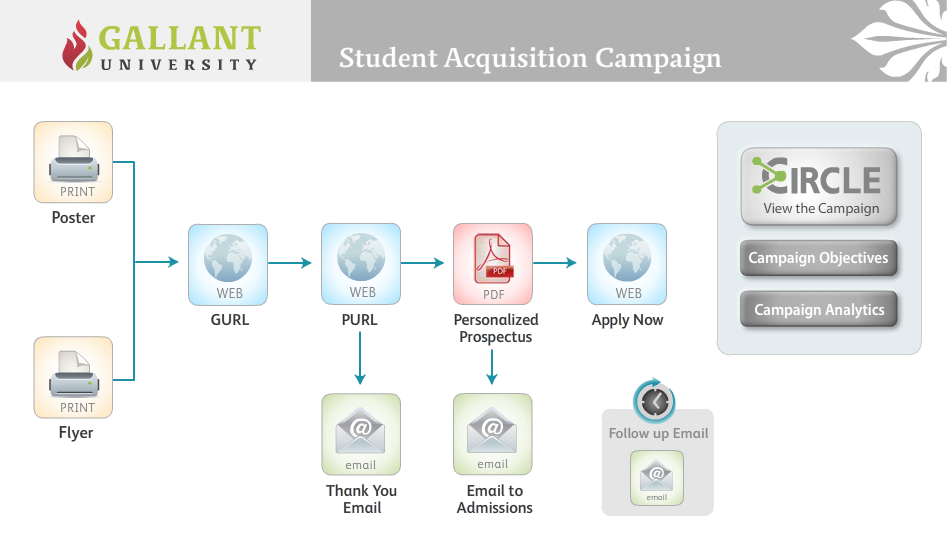 GALLANT
UNIVERSITY
Student Acquisition Campaign
PRINT
Poster
WEB
GURL
WEB
PURL
PDF
PDF
Personalized
Prospectus
WEB
Apply Now
CIRCLE
View the Campaign
Campaign Objectives
Campaign Analytics
PRINT
Flyer
@
email
Thank You
Email
@
email
Email to
Admissions
Follow up Email
@
email